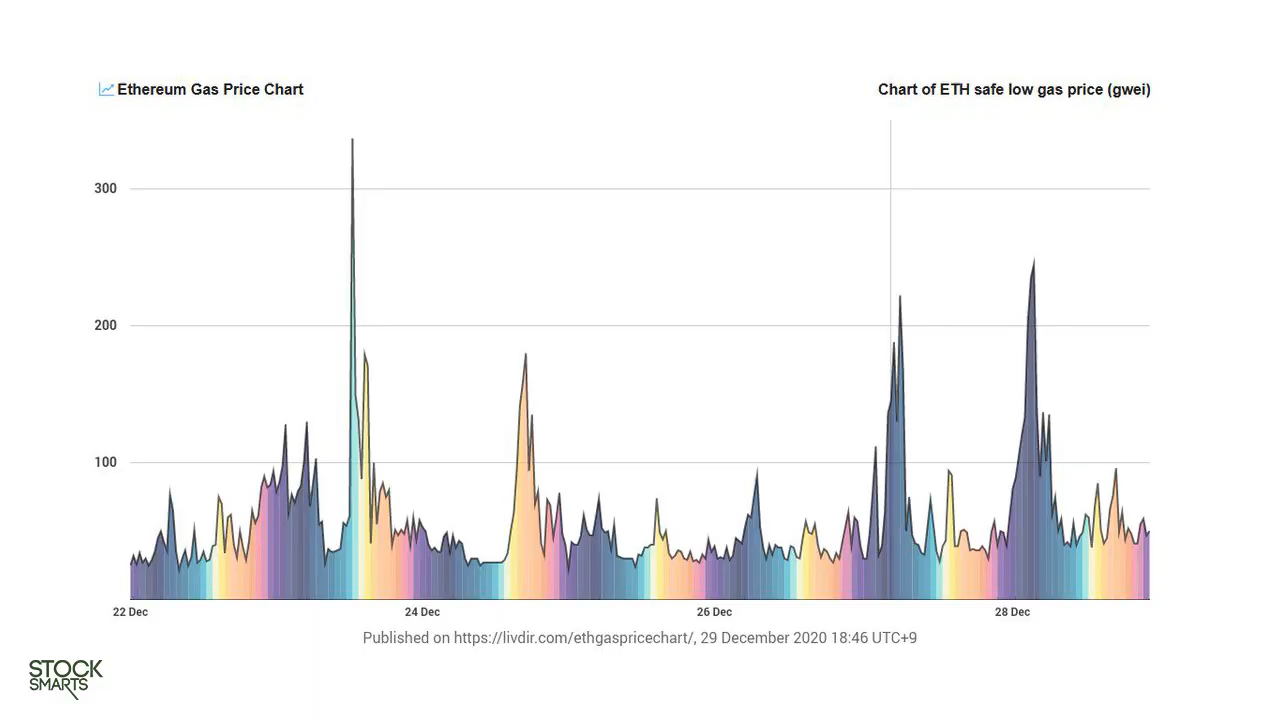 Ethereum Gas Price Chart
Chart of ETH safe low gas price (gwei)
300
200
100
22 Dec
24 Dec
26 Dec
28 Dec
Published on https://livdir.com/ethgaspricechart/, 29 December 2020 18:46 UTC+9
STOCK
SMARTS